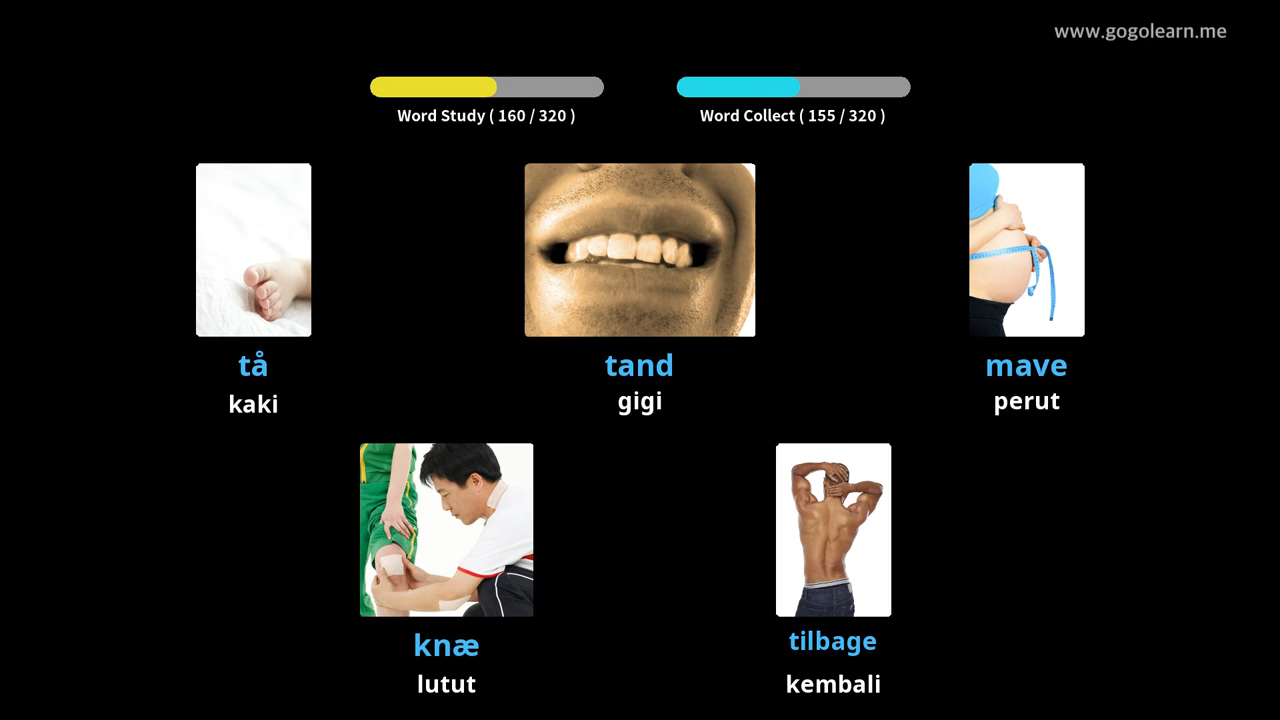 www.gogolearn.me
Word Study ( 160 / 320 )
Word Collect ( 155 / 320 )
tå
kaki
tand
gigi
mave
perut
knæ
lutut
tilbage
kembali